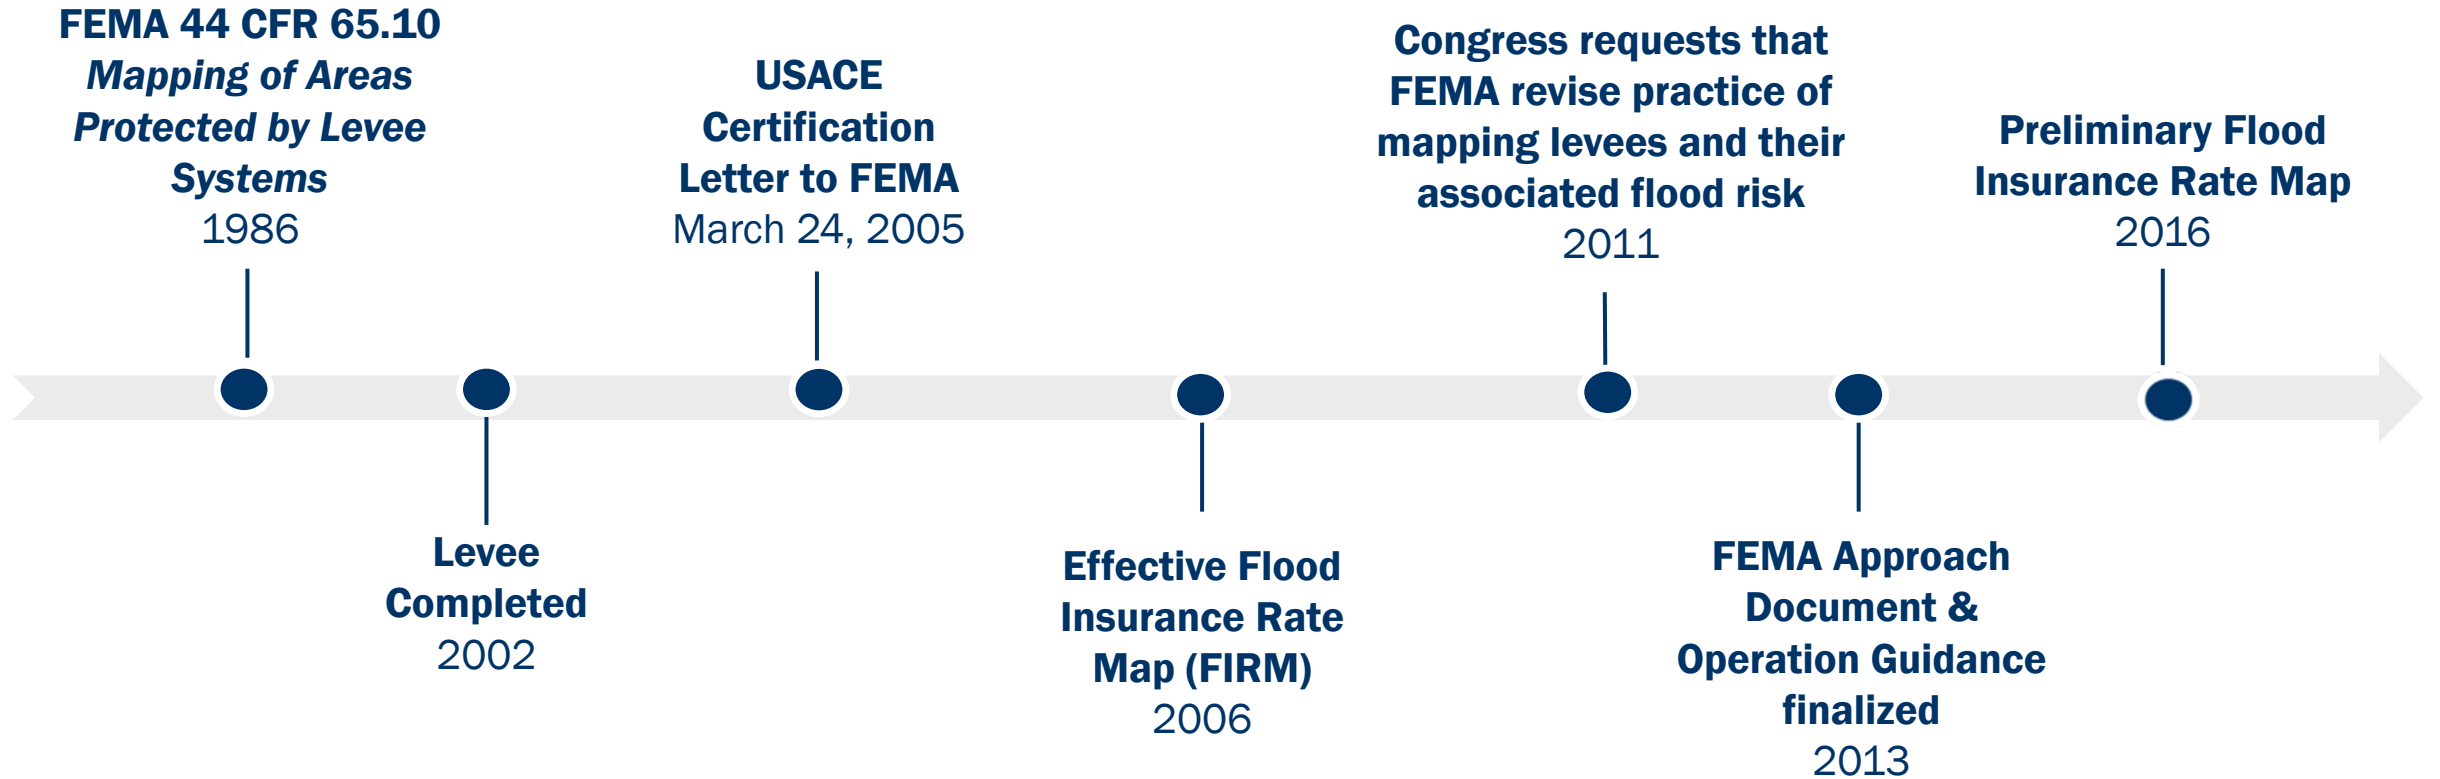 FEMA 44 CFR 65.10
Mapping of Areas
Protected by Levee
Systems
1986
Levee
Completed
2002
USACE
Certification
Letter to FEMA
March 24, 2005
Effective Flood
Insurance Rate
Map (FIRM)
2006
Congress requests that
FEMA revise practice of
mapping levees and their
associated flood risk
2011
FEMA Approach
Document &
Operation Guidance
finalized
2013
Preliminary Flood
Insurance Rate Map
2016